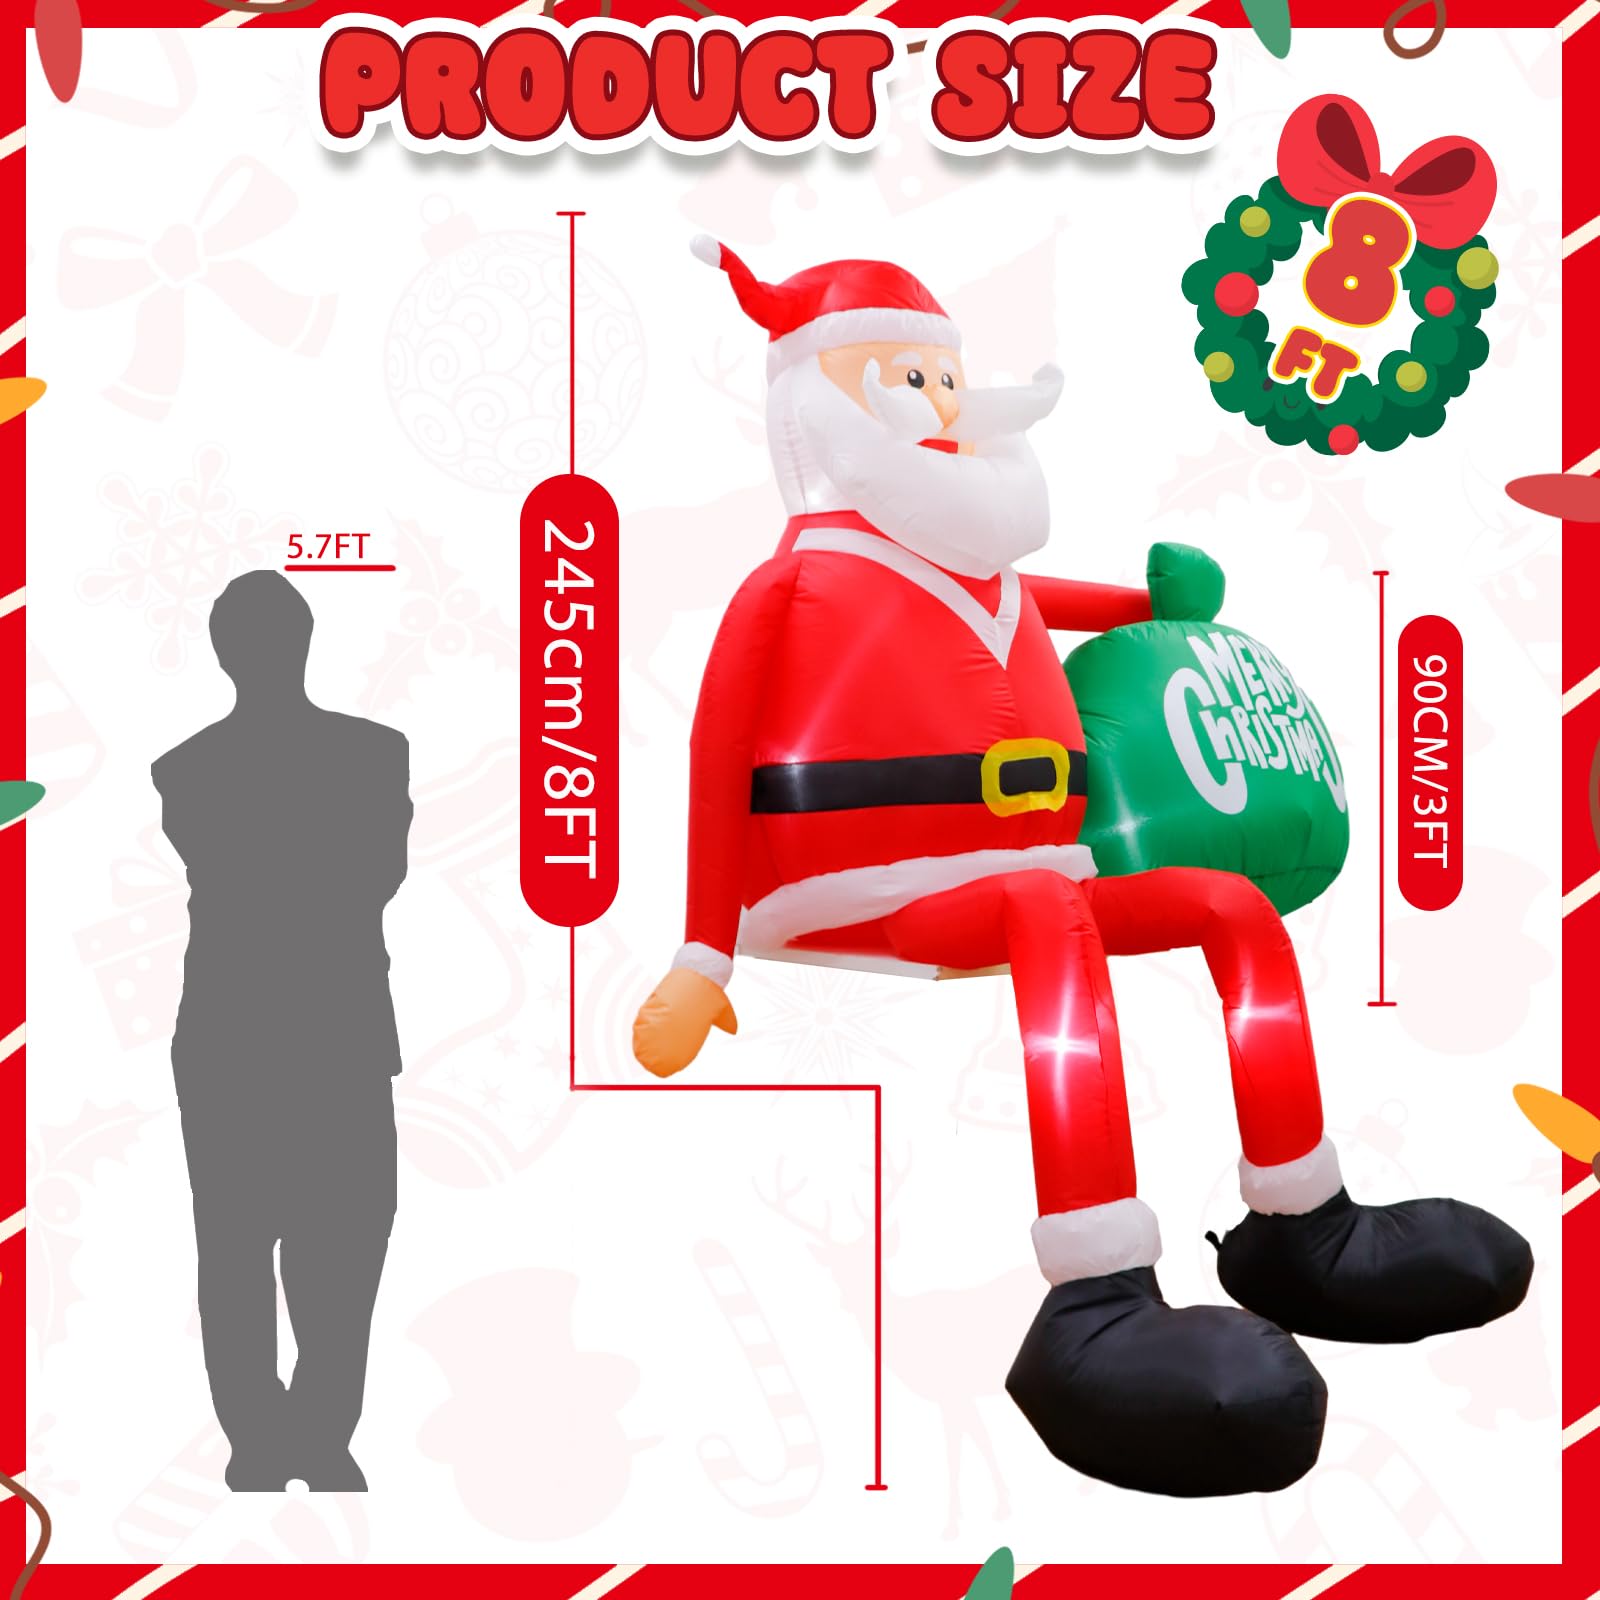 PRODUCT SIZE
8
FT
5.7FT
245cm/8FT
90CM/3FT
MERRY
CHRISTMAS